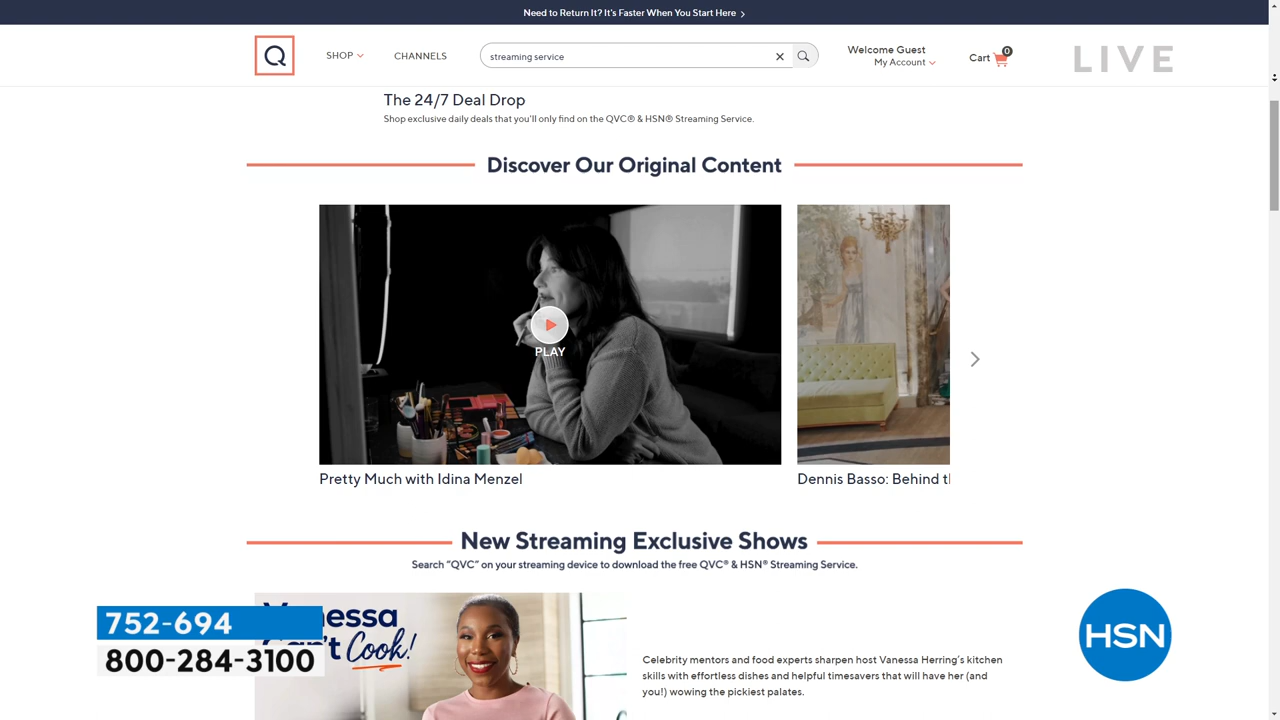 Need to Return It? It's Faster When You Start Here
Q
SHOP
CHANNELS
streaming service
Welcome Guest
My Account
Cart
0
LIVE
The 24/7 Deal Drop
Shop exclusive daily deals that you'll only find on the QVC® & HSN® Streaming Service.
Discover Our Original Content
PLAY
Pretty Much with Idina Menzel
Dennis Basso: Behind
New Streaming Exclusive Shows
Search “QVC” on your streaming device to download the free QVC® & HSN® Streaming Service.
Cook!
Celebrity mentors and food experts sharpen host Vanessa Herring’s kitchen
skills with effortless dishes and helpful timesavers that will have her (and
you!) wowing the pickiest palates.
752-694
800-284-3100
HSN